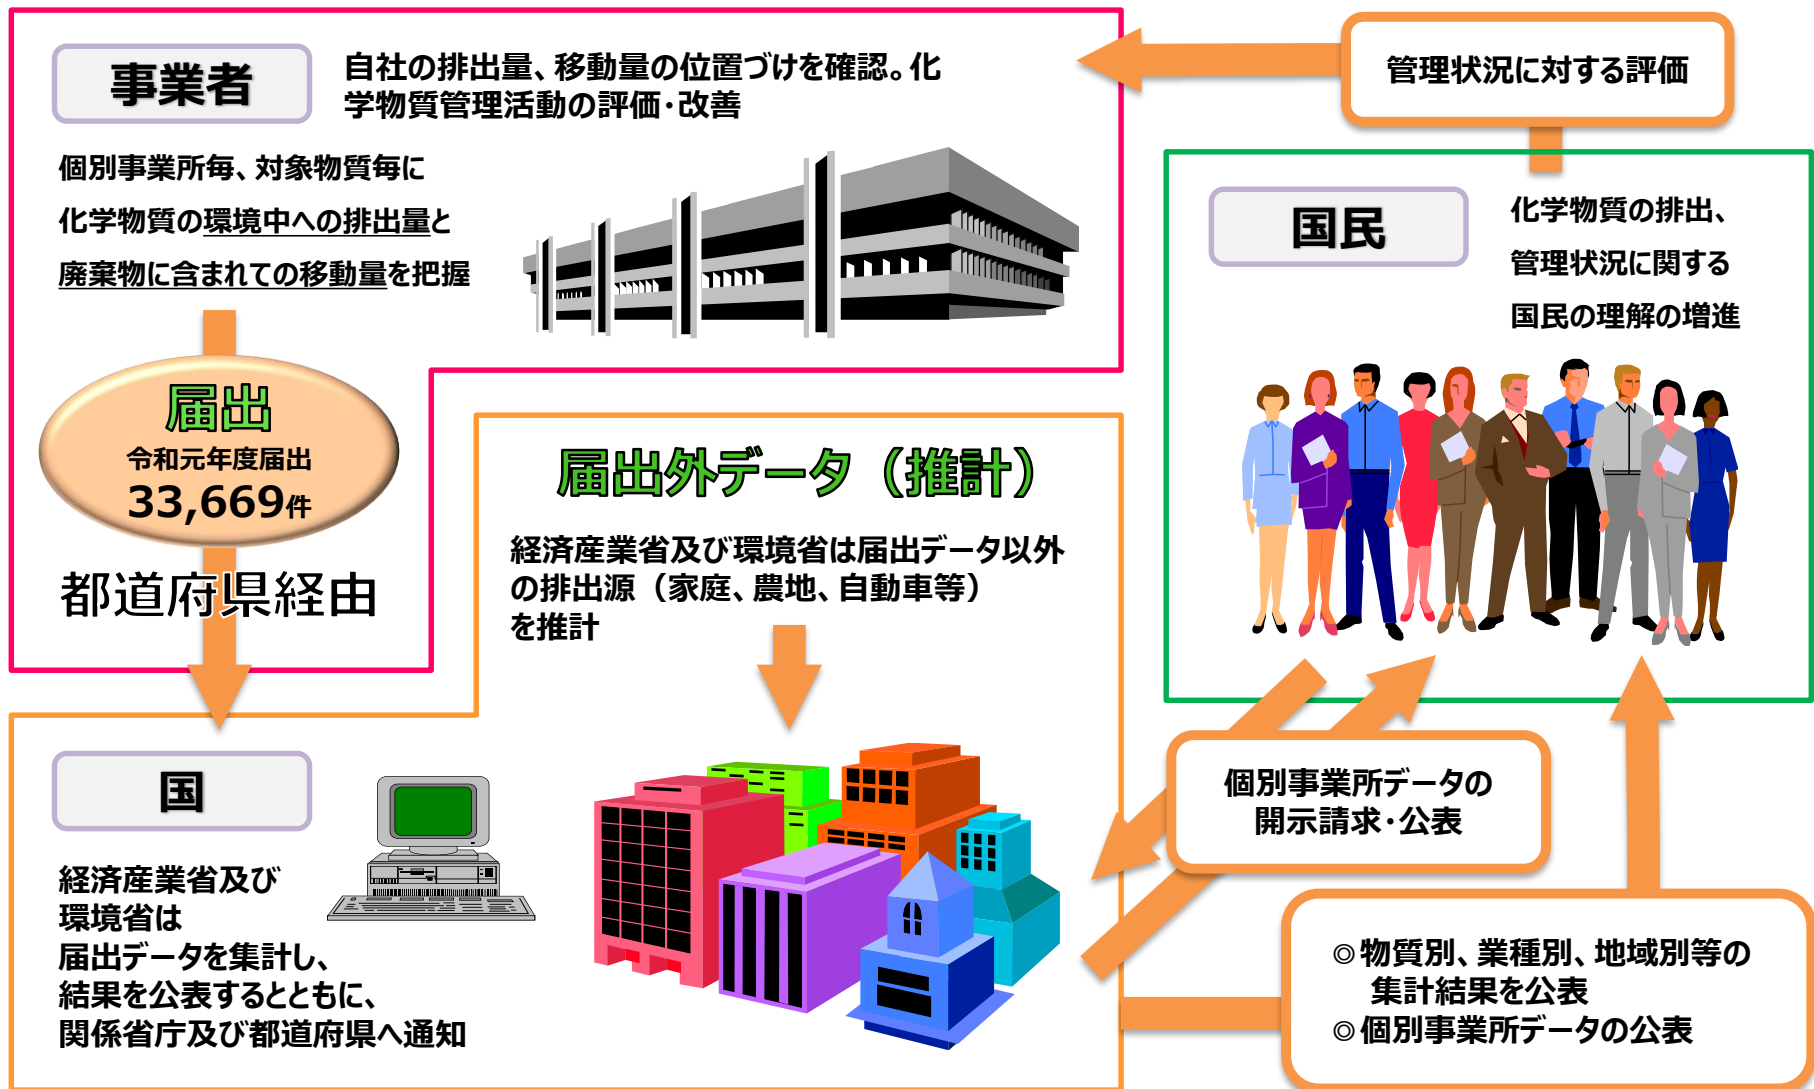 事業者
自社の排出量、移動量の位置づけを確認。化
学物質管理活動の評価・改善
個別事業所毎、対象物質毎に
化学物質の環境中への排出量と
廃棄物に含まれての移動量を把握
届出
令和元年度届出
33,669件
都道府県経由
管理状況に対する評価
国民
化学物質の排出、
管理状況に関する
国民の理解の増進
届出外データ（推計）
経済産業省及び環境省は届出データ以外
の排出源（家庭、農地、自動車等）
を推計
国
経済産業省及び
環境省は
届出データを集計し、
結果を公表するとともに、
関係省庁及び都道府県へ通知
個別事業所データの
開示請求・公表
◎物質別、業種別、地域別等の
集計結果を公表
◎個別事業所データの公表